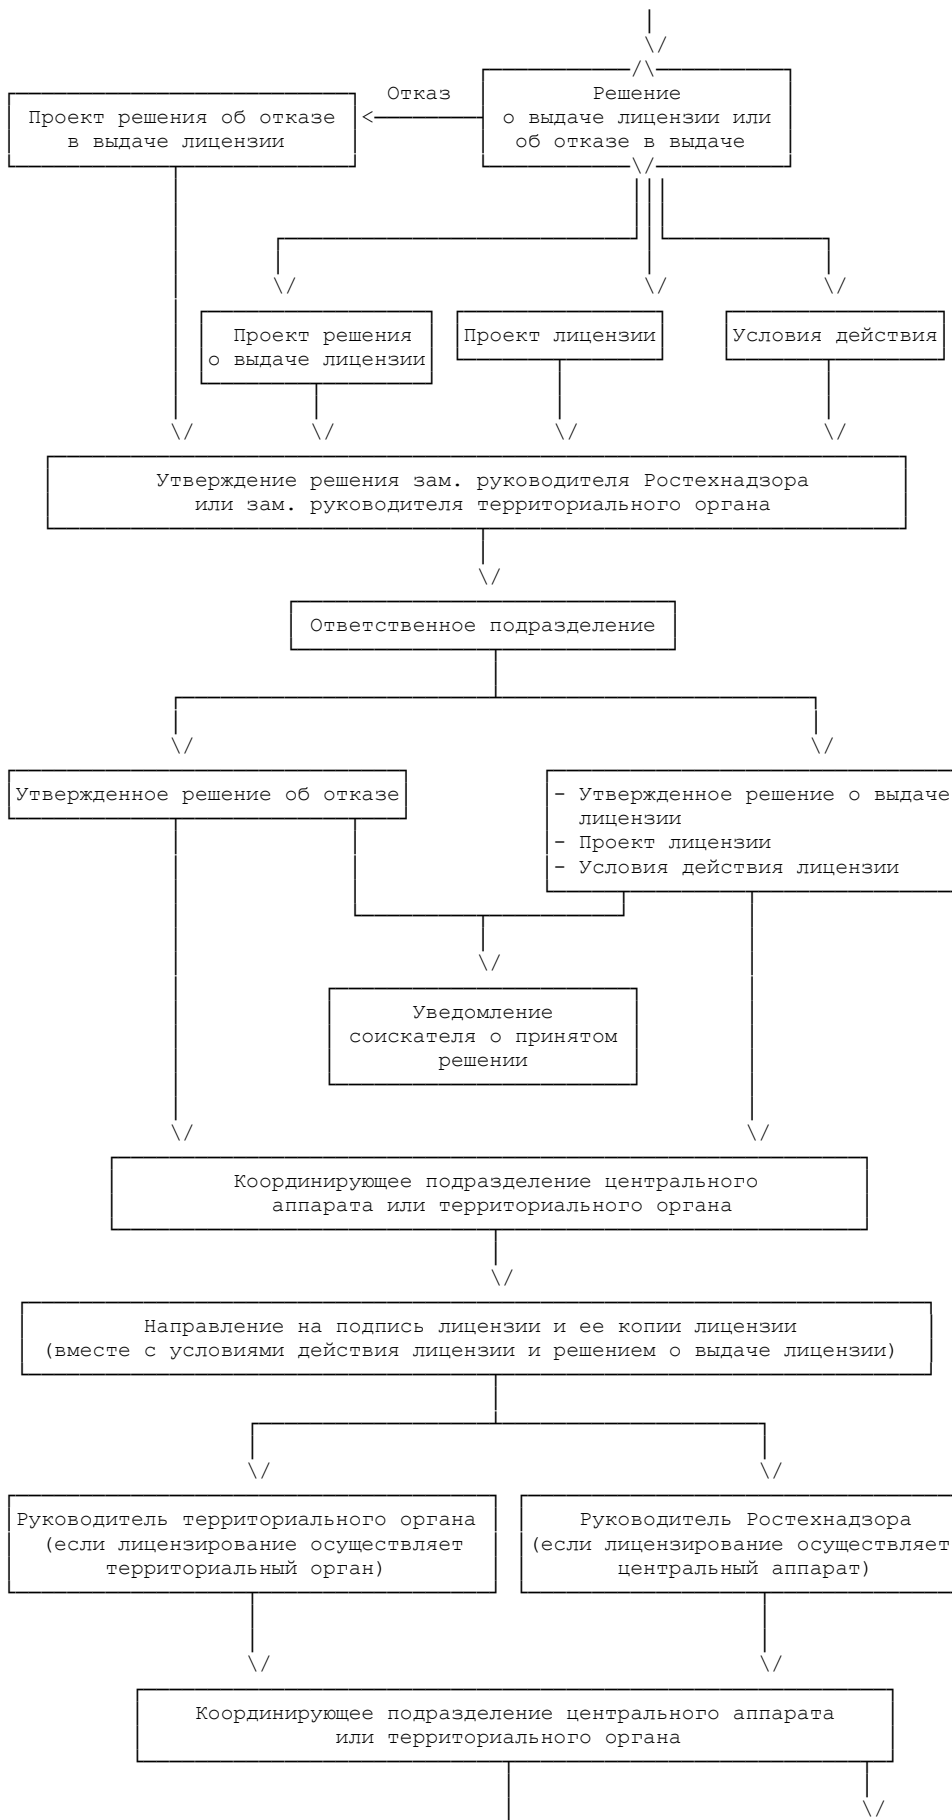 Отказ
Решение
о выдаче лицензии или
об отказе в выдаче
Проект решения об отказе
в выдаче лицензии
Проект решения
о выдаче лицензии
Проект лицензии
Условия действия
Утверждение решения зам. руководителя Ростехнадзора
или зам. руководителя территориального органа
Ответственное подразделение
Утвержденное решение об отказе
- Утвержденное решение о выдаче
лицензии
- Проект лицензии
- Условия действия лицензии
Уведомление
соискателя о принятом
решении
Координирующее подразделение центрального
аппарата или территориального органа
Направление на подпись лицензии и ее копии лицензии
(вместе с условиями действия лицензии и решением о выдаче лицензии)
Руководитель территориального органа
(если лицензирование осуществляет
территориальный орган)
Руководитель Ростехнадзора
(если лицензирование осуществляет
центральный аппарат)
Координирующее подразделение центрального аппарата
или территориального органа